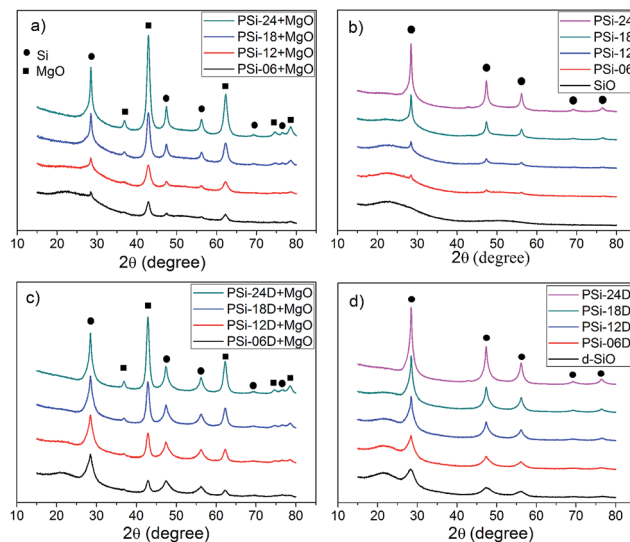 a)
PSi-24+MgO
PSi-18+MgO
PSi-12+MgO
PSi-06+MgO
Si
MgO
10 20 30 40 50 60 70 80
2θ (degree)
b)
PSi-24
PSi-18
PSi-12
PSi-06
SiO
10 20 30 40 50 60 70 80
2θ (degree)
c)
PSi-24D+MgO
PSi-18D+MgO
PSi-12D+MgO
PSi-06D+MgO
10 20 30 40 50 60 70 80
2θ (degree)
d)
PSi-24D
PSi-18D
PSi-12D
PSi-06D
d-SiO
10 20 30 40 50 60 70 80
2θ (degree)